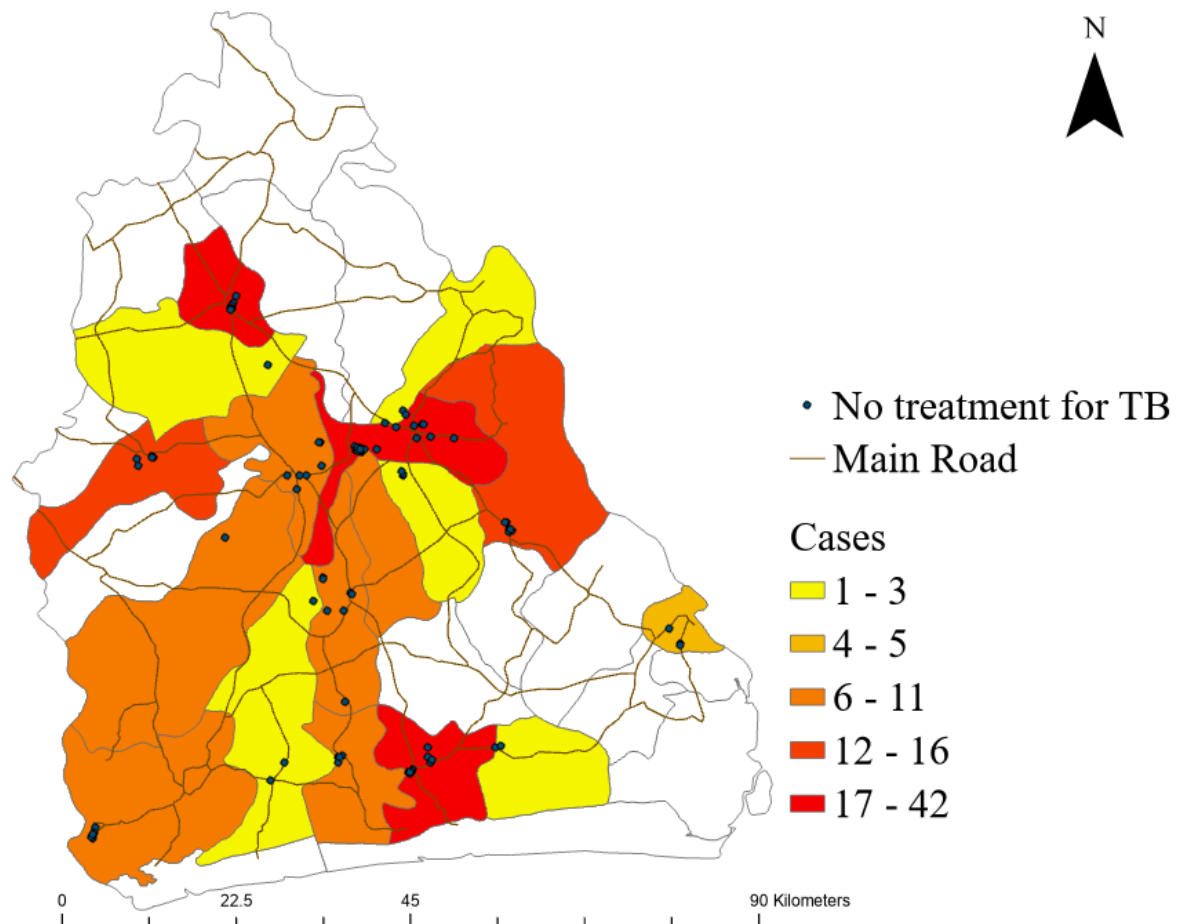 N
No treatment for TB
Main Road
Cases
1 - 3
4 - 5
6 - 11
12 - 16
17 - 42
0 22.5 45 90 Kilometers